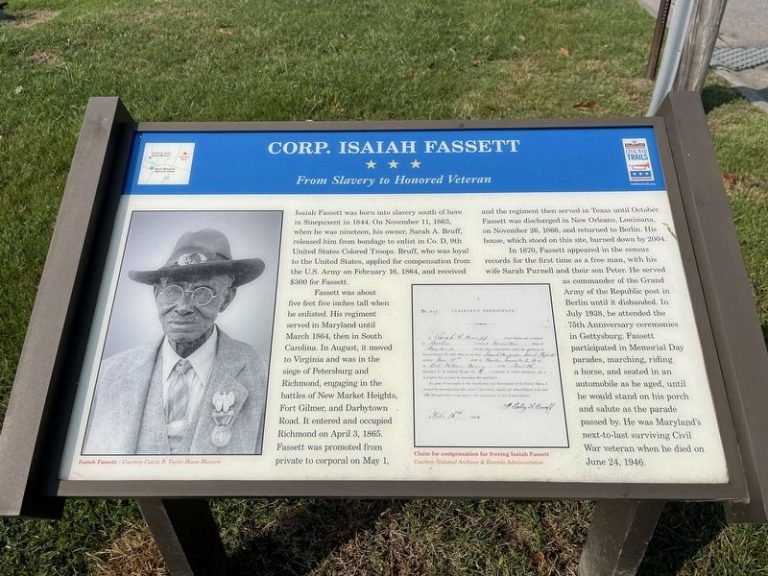 CORP. ISAIAH FASSETT
From Slavery to Honored Veteran
CIVIL WAR
TRAILS
Isaiah Fassett was born into slavery south of here
in Sinepuxent in 1844. On November 11, 1863,
when he was nineteen, his owner, Sarah A. Bruff,
released him from bondage to enlist in Co. D, 9th
United States Colored Troops. Bruff, who was loyal
to the United States, applied for compensation from
the U.S. Army on February 16, 1864, and received
$300 for Fassett.
Fassett was about
five feet five inches tall when
he enlisted. His regiment
served in Maryland until
March 1864, then in South
Carolina. In August, it moved
to Virginia and was in the
siege of Petersburg and
Richmond, engaging in the
battles of New Market Heights,
Fort Gilmer, and Darbytown
Road. It entered and occupied
Richmond on April 3, 1865.
Fassett was promoted from
private to corporal on May 1,
and the regiment then served in Texas until October.
Fassett was discharged in New Orleans, Louisiana,
on November 26, 1866, and returned to Berlin. His
house, which stood on this site, burned down by 2004.
In 1870, Fassett appeared in the census
records for the first time as a free man, with his
wife Sarah Purnell and their son Peter. He served
as commander of the Grand
Army of the Republic post in
Berlin until it disbanded. In
July 1938, he attended the
75th Anniversary ceremonies
in Gettysburg. Fassett
participated in Memorial Day
parades, marching, riding
a horse, and seated in an
automobile as he aged, until
he would stand on his porch
and salute as the parade
passed by. He was Maryland's
next-to-last surviving Civil
War veteran when he died on
June 24, 1946.
CLAIMANT'S CERTIFICATE
Isaiah Fassett – Courtesy Calvin B. Taylor House Museum
Claim for compensation for freeing Isaiah Fassett
Courtesy National Archives & Records Administration